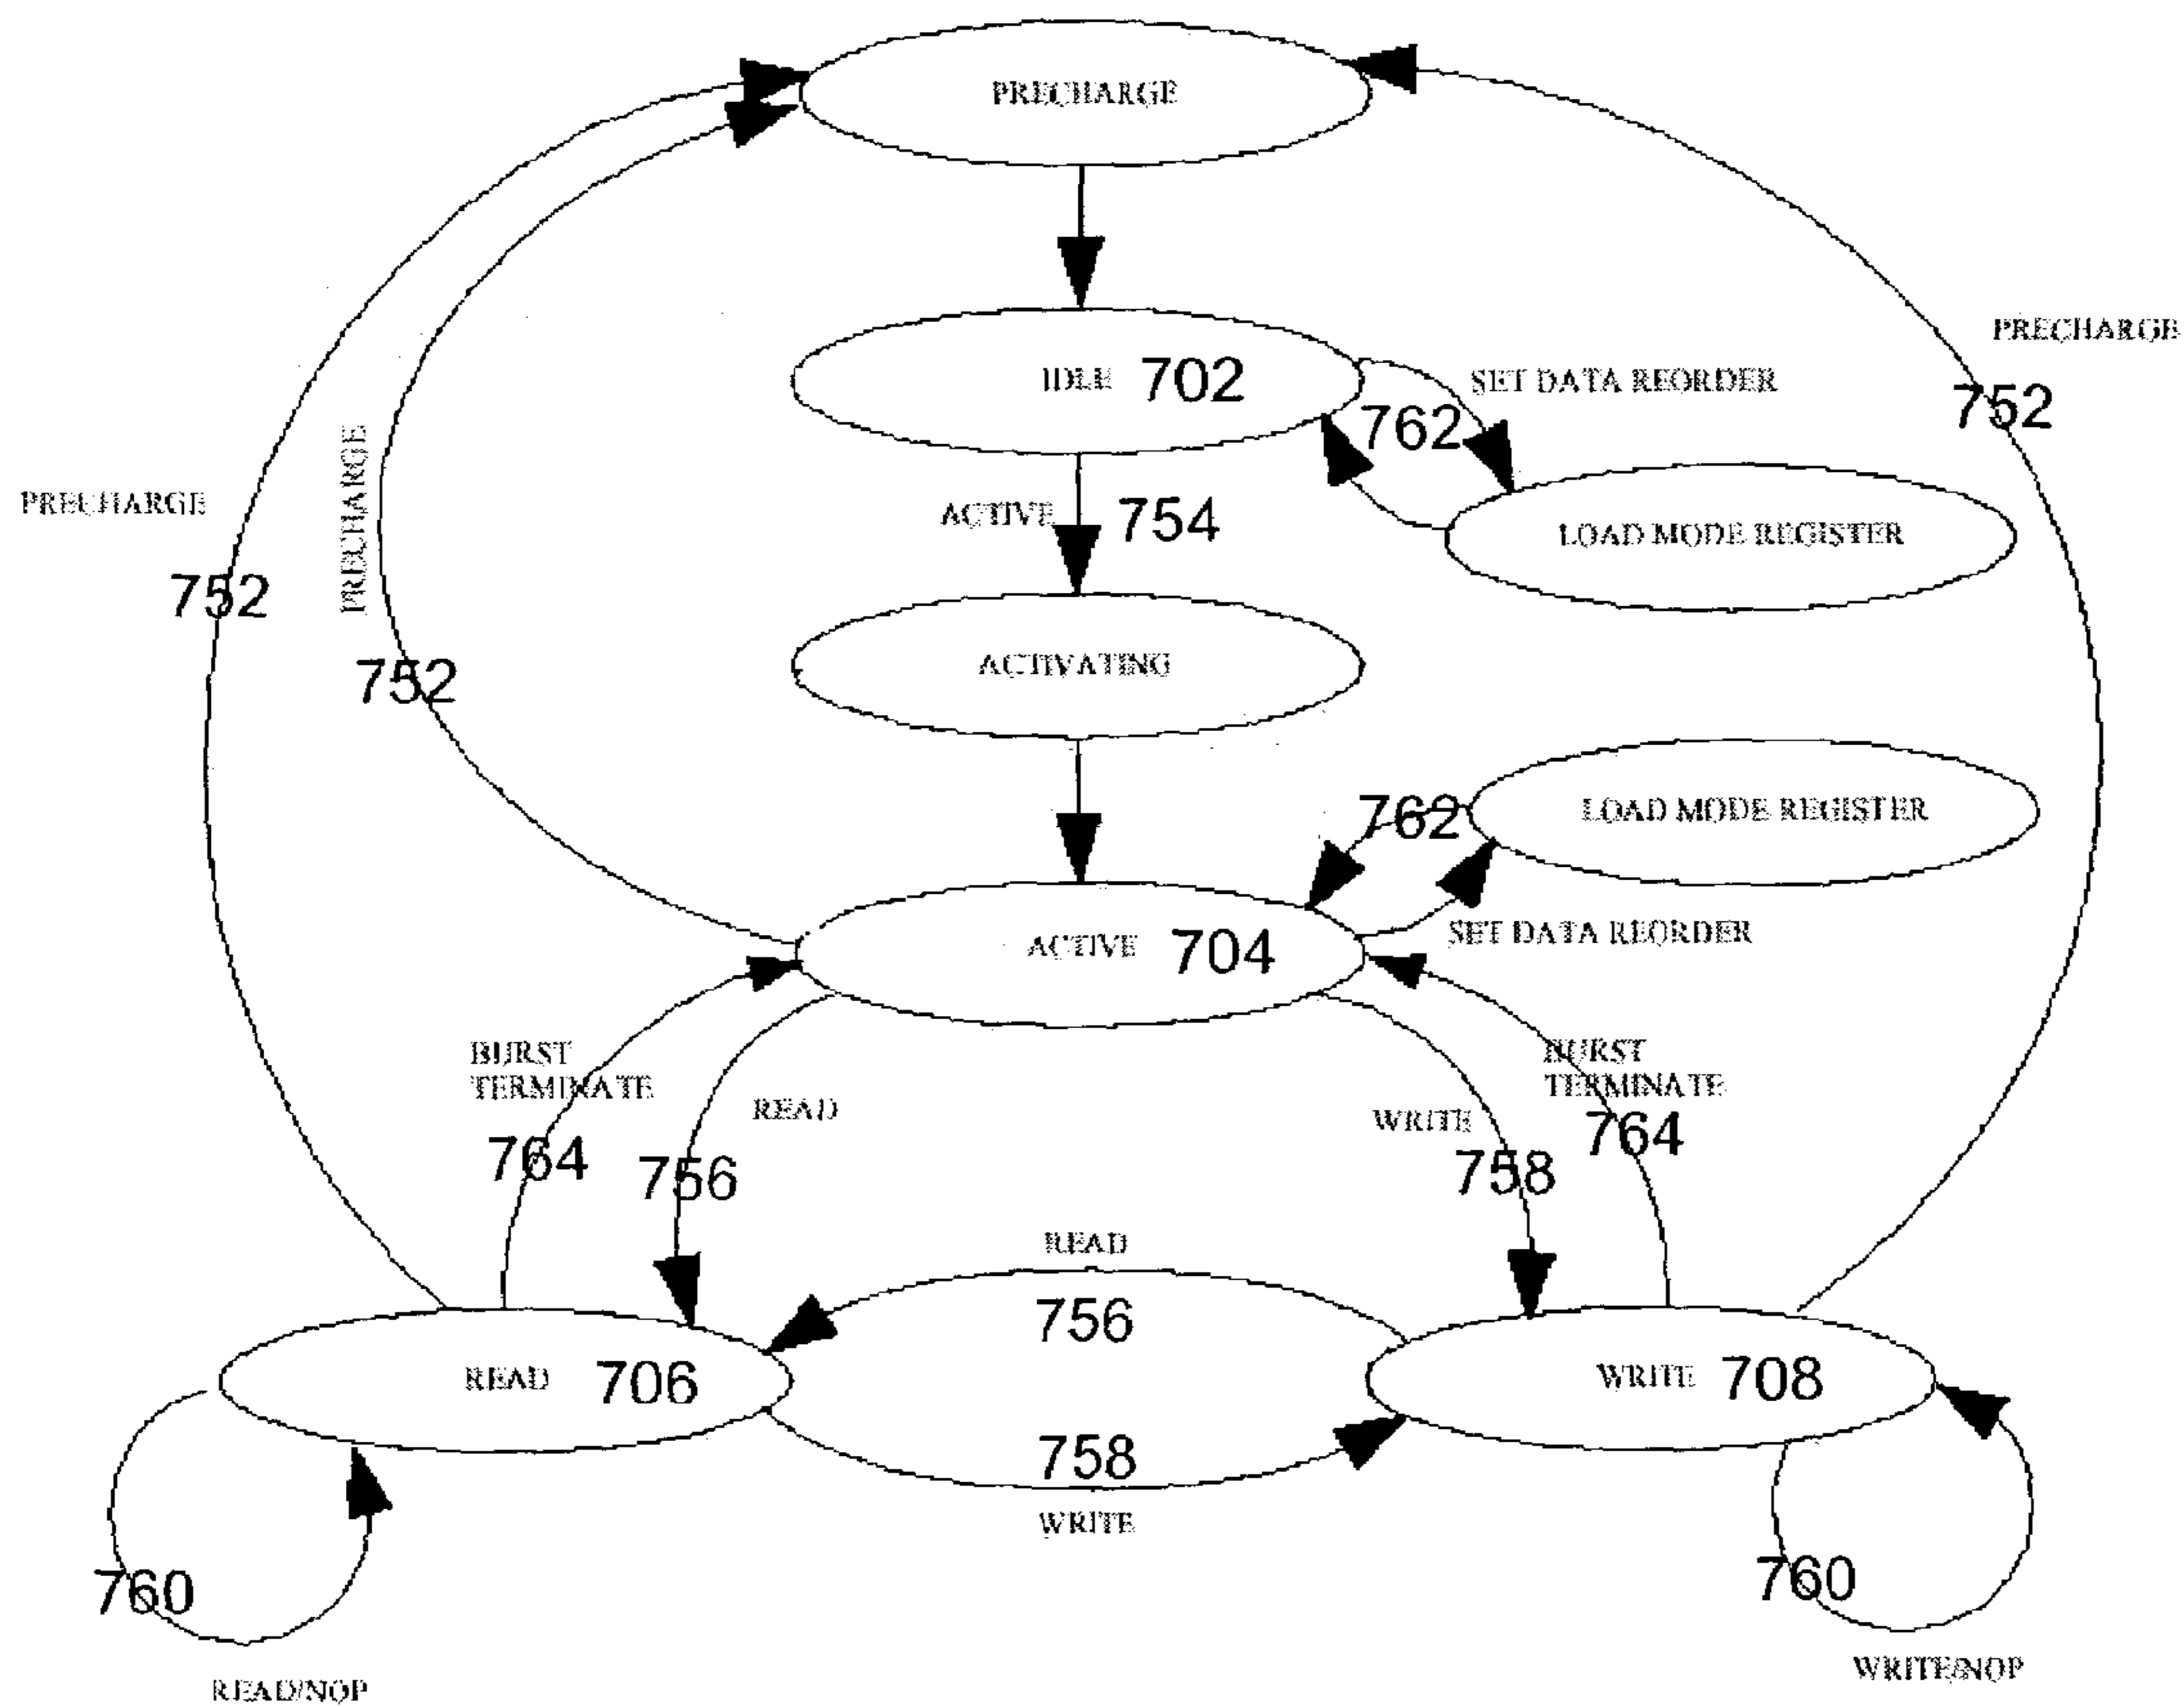 PRECHARGE
PRECHARGE
IDLE 702
SET DATA REORDER
752
762
PRECHARGE
PRECHARGE
ACTIVE 754
LOAD MODE REGISTER
752
ACTIVATING
752
762
LOAD MODE REGISTER
ACTIVE 704
SET DATA REORDER
BURST
TERMINATE
BURST
TERMINATE
READ
WRITE
764
764
756
758
READ
756
READ 706
WRITE 708
758
WRITE
760
760
READ/NOP
WRITE/NOP